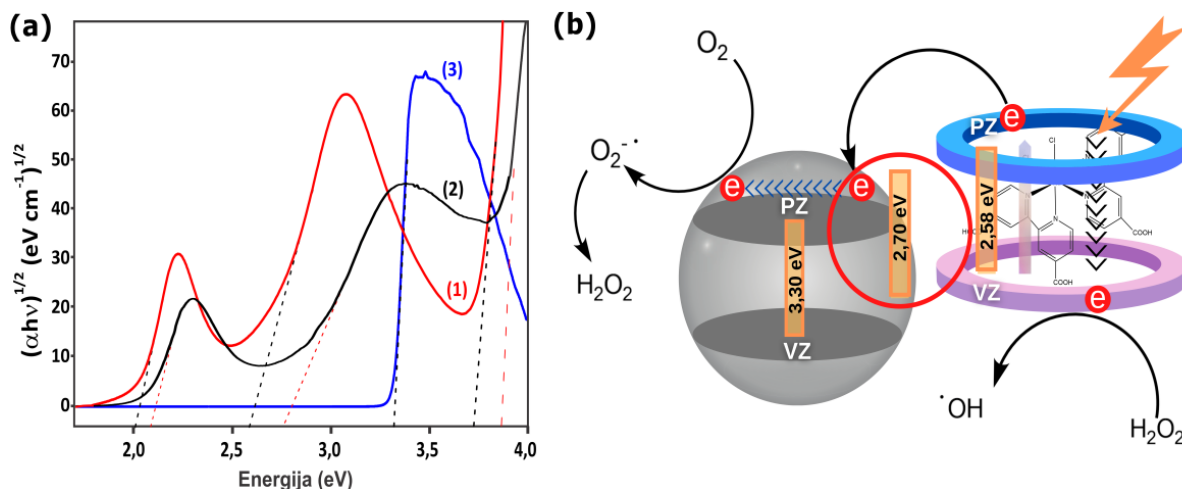 (a)
(αhν)^1/2 (eV cm^-1)^1/2
70
60
50
40
30
20
10
0
(3)
(2)
(1)
2,0
2,5
3,0
3,5
4,0
Energija (eV)
(b)
O₂
O₂⁻˙
H₂O₂
e
e
PZ
3,30 eV
VZ
2,70 eV
PZ
e
2,58 eV
VZ
Cl
COOH
COOH
e
˙OH
H₂O₂